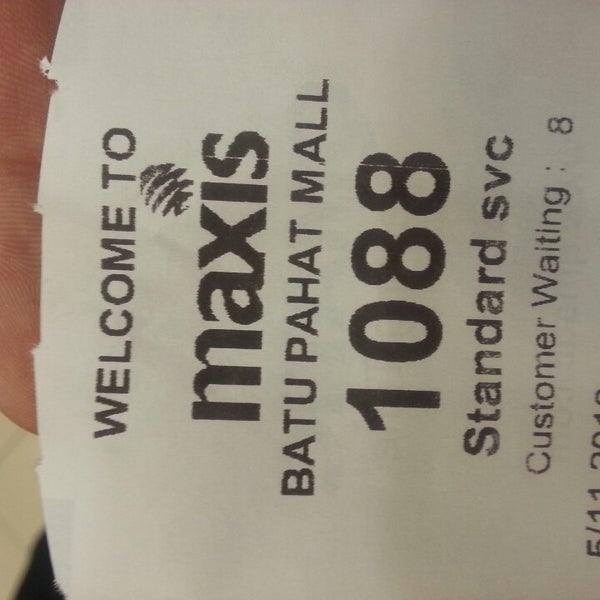 WELCOME TO
maxis
BATU PAHAT MALL
1088
Standard svc
Customer Waiting : 8